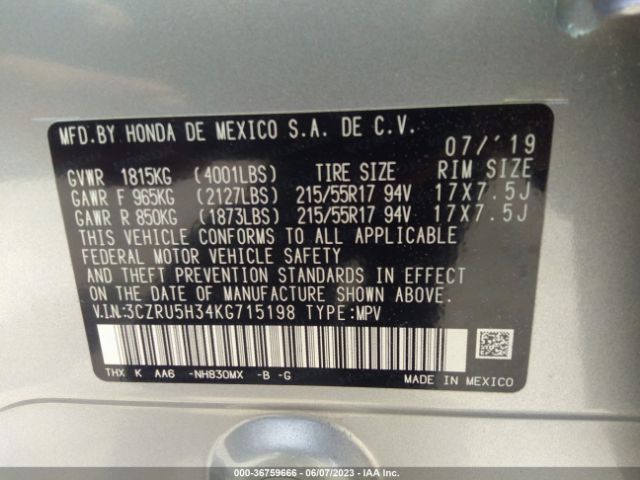 MFD.BY HONDA DE MEXICO S.A. DE C.V.
07/'19
GVWR 1815KG (4001LBS) TIRE SIZE RIM SIZE
GAWR F 965KG (2127LBS) 215/55R17 94V 17X7.5J
GAWR R 850KG (1873LBS) 215/55R17 94V 17X7.5J
THIS VEHICLE CONFORMS TO ALL APPLICABLE
FEDERAL MOTOR VEHICLE SAFETY
AND THEFT PREVENTION STANDARDS IN EFFECT
ON THE DATE OF MANUFACTURE SHOWN ABOVE.
V.I.N:3CZRU5H34KG715198 TYPE:MPV
THX K AA6 -NH830MX -B -G
MADE IN MEXICO
000-36759666 - 06/07/2023 - IAA Inc.